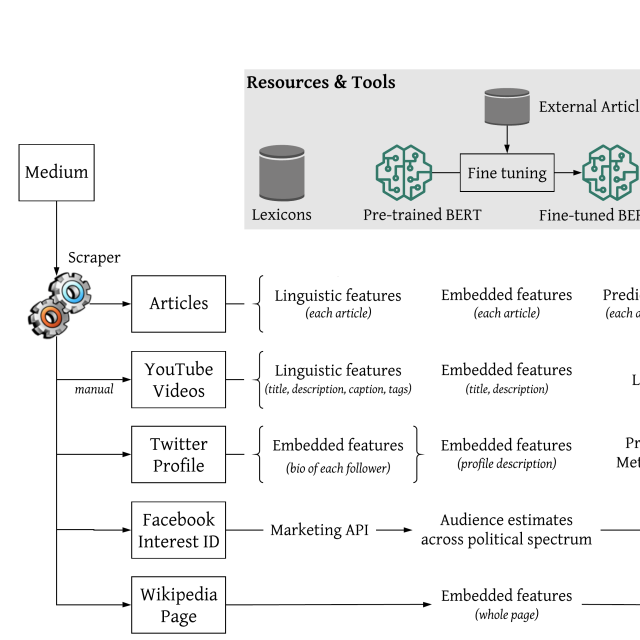 Resources & Tools
External Articl
Medium
Fine tuning
Lexicons
Pre-trained BERT
Fine-tuned BER
Scraper
Articles
Linguistic features
(each article)
Embedded features
(each article)
Predi
(each a
YouTube
Videos
manual
Linguistic features
(title, description, caption, tags)
Embedded features
(title, description)
L
Twitter
Profile
Embedded features
(bio of each follower)
Embedded features
(profile description)
Pr
Met
Facebook
Interest ID
Marketing API
Audience estimates
across political spectrum
Wikipedia
Page
Embedded features
(whole page)